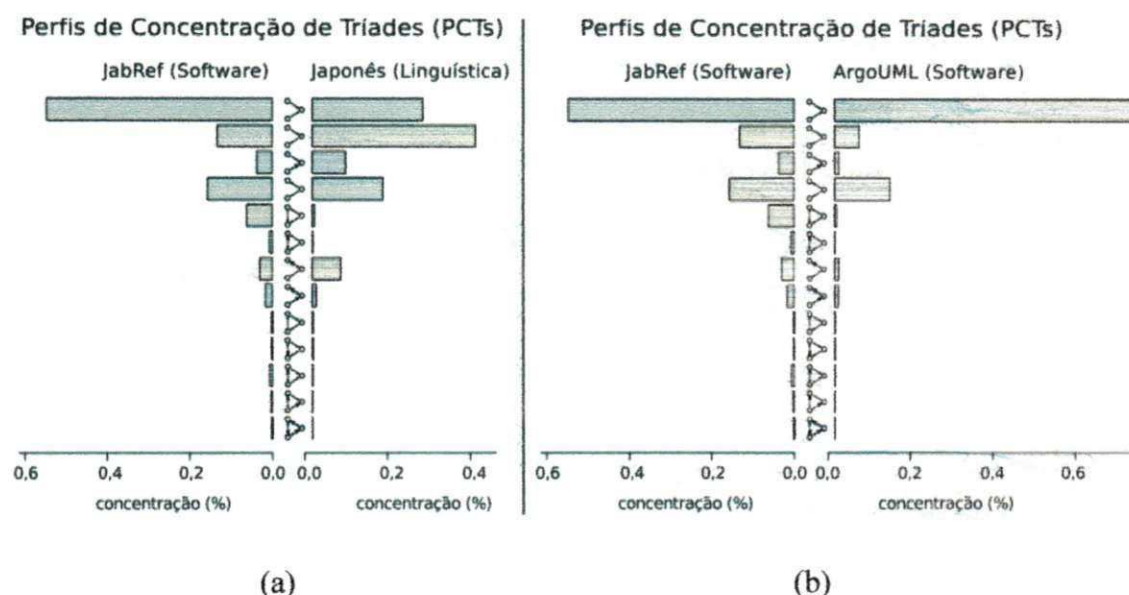 Perfis de Concentração de Tríades (PCTs)
JabRef (Software) Japonês (Linguística)
0,6 0,4 0,2 0,0 0,0 0,2 0,4
concentração (%) concentração (%)
(a)
Perfis de Concentração de Tríades (PCTs)
JabRef (Software) ArgoUML (Software)
0,6 0,4 0,2 0,0 0,0 0,2 0,4 0,6
concentração (%) concentração (%)
(b)